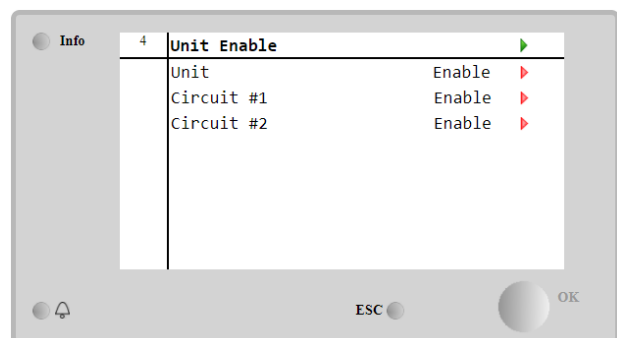 Info
4 Unit Enable
Unit Enable
Circuit #1 Enable
Circuit #2 Enable
ESC OK